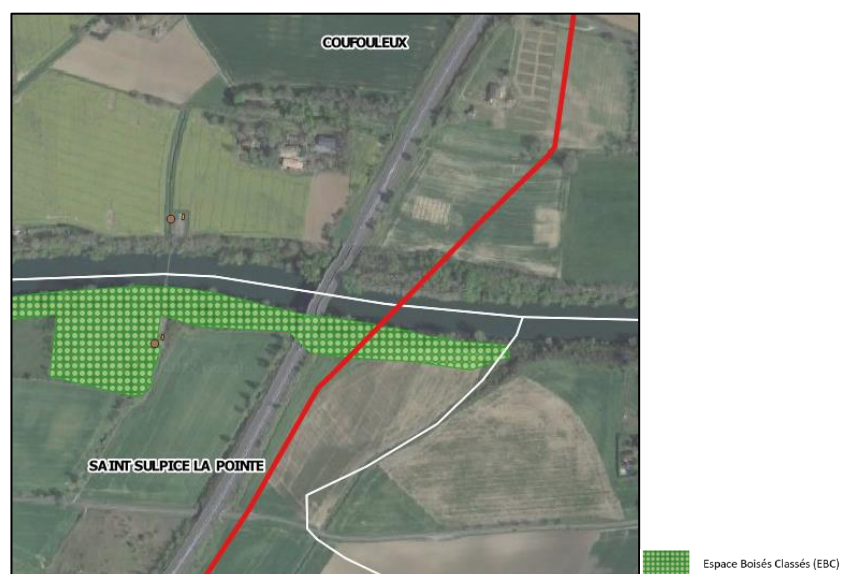 COUFOULEUX
SAINT SULPICE LA POINTE
Espace Boisés Classés (EBC)